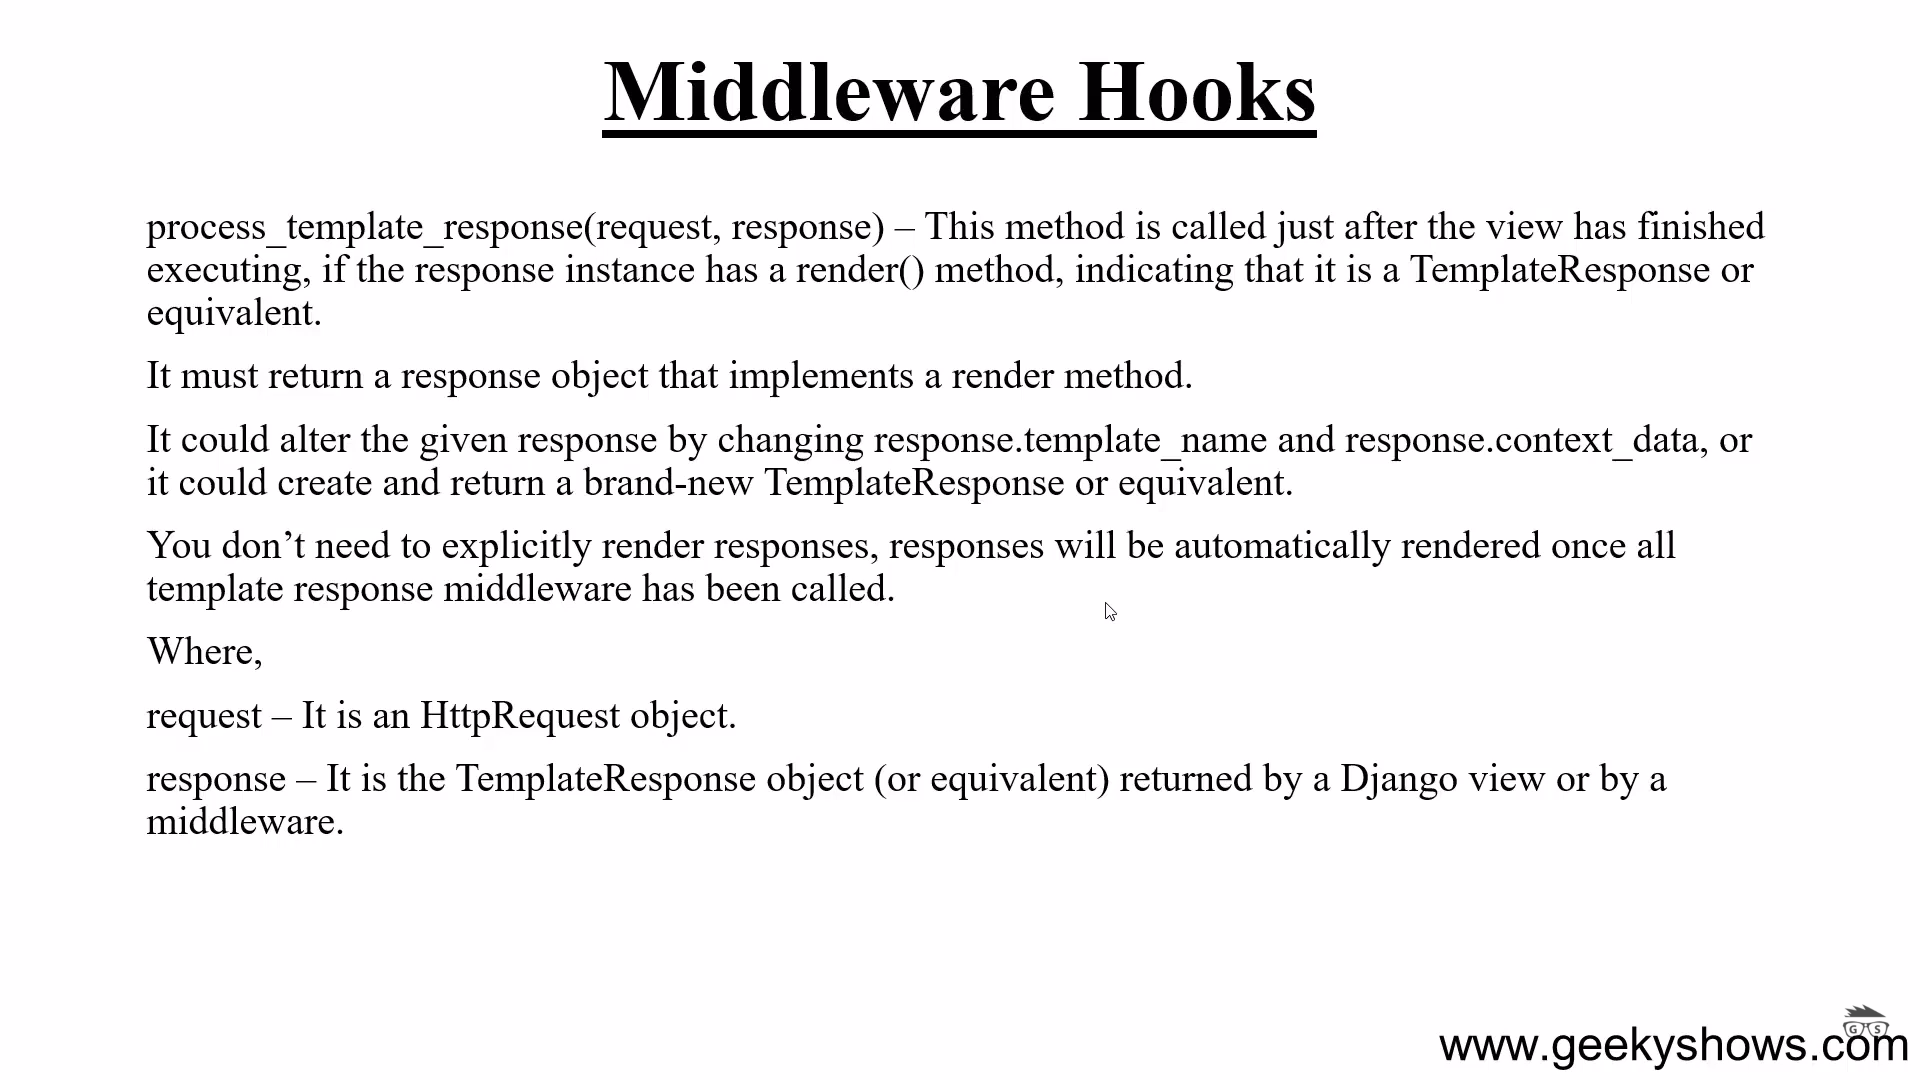 Middleware Hooks
process_template_response(request, response) – This method is called just after the view has finished
executing, if the response instance has a render() method, indicating that it is a TemplateResponse or
equivalent.
It must return a response object that implements a render method.
It could alter the given response by changing response.template_name and response.context_data, or
it could create and return a brand-new TemplateResponse or equivalent.
You don’t need to explicitly render responses, responses will be automatically rendered once all
template response middleware has been called.
Where,
request – It is an HttpRequest object.
response – It is the TemplateResponse object (or equivalent) returned by a Django view or by a
middleware.
G S
www.geekyshows.com